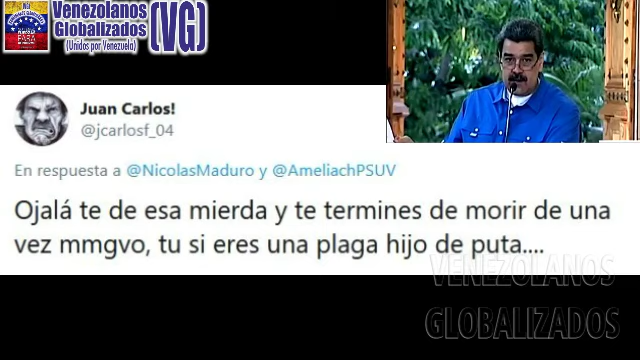 Venezolanos
Globalizados
(Unidos por Venezuela)
(VG)
Juan Carlos!
@jcarlosf_04
En respuesta a @NicolasMaduro y @AmeliachPSUV
Ojalá te de esa mierda y te termines de morir de una
vez mmgvo, tu si eres una plaga hijo de puta....
VENEZOLANOS
GLOBALIZADOS